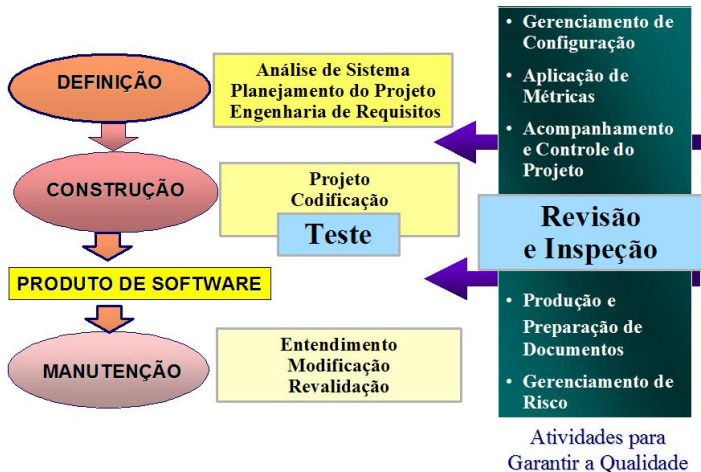 DEFINIÇÃO
Análise de Sistema
Planejamento do Projeto
Engenharia de Requisitos
CONSTRUÇÃO
Projeto
Codificação
Teste
PRODUTO DE SOFTWARE
MANUTENÇÃO
Entendimento
Modificação
Revalidação
• Gerenciamento de
Configuração
• Aplicação de
Métricas
• Acompanhamento
e Controle do
Projeto
Revisão
e Inspeção
• Produção e
Preparação de
Documentos
• Gerenciamento de
Risco
Atividades para
Garantir a Qualidade